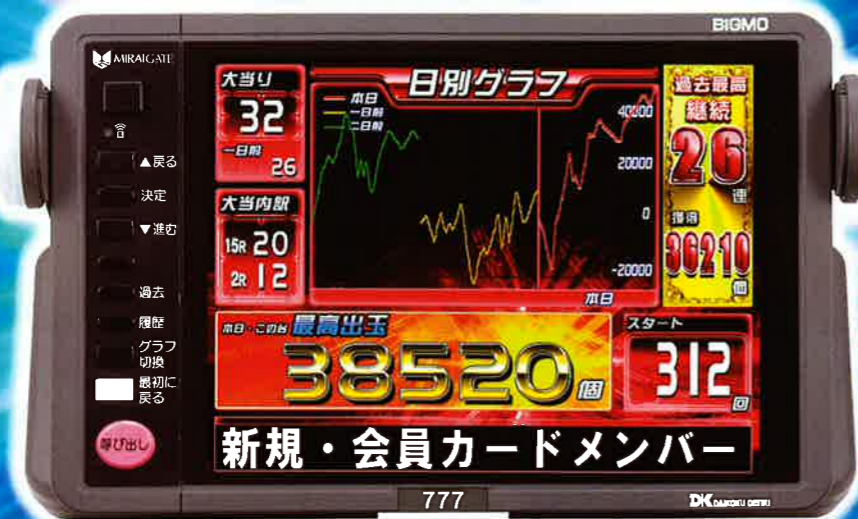 BIGMO
MIRAIGATE
▲戻る
決定
▼進む
過去
履歴
グラフ
切換
最初に
戻る
呼び出し
大当り
32
一日前
26
大当内訳
15R 20
2R 12
日別グラフ
本日
一日前
二日前
40000
20000
0
-20000
本日
過去最高
継続
26
連
獲得
36210
個
本日・この台 最高出玉
38520個
スタート
312
回
新規・会員カードメンバー
777
DK DAIKOKU DENKI